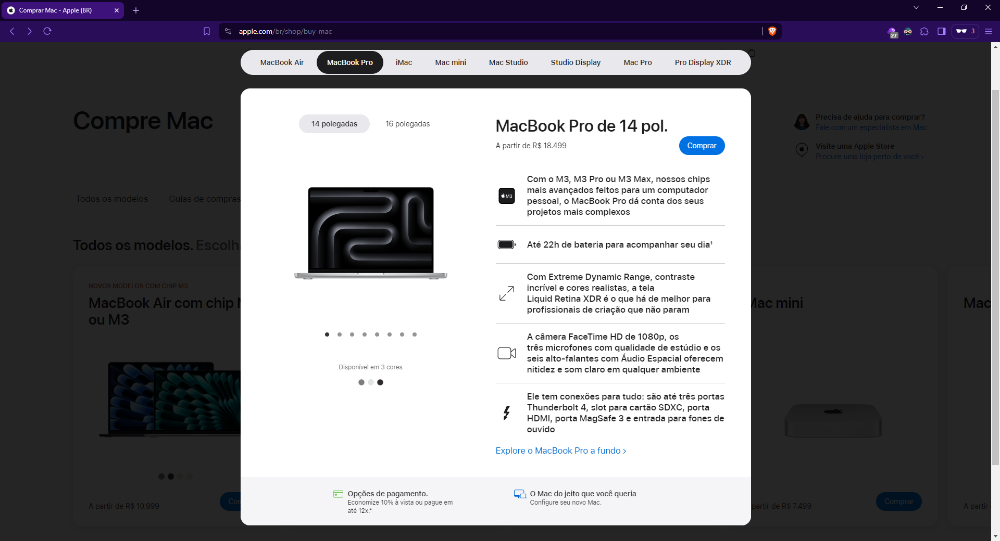 Comprar Mac - Apple (BR)
apple.com/br/shop/buy-mac
27
3
MacBook Air
MacBook Pro
iMac
Mac mini
Mac Studio
Studio Display
Mac Pro
Pro Display XDR
Compre Mac
Precisa de ajuda para comprar?
Fale com um especialista em Mac
Visite uma Apple Store
Procure uma loja perto de você ›
Todos os modelos
Guias de compras
Todos os modelos. Escolha
NOVOS MODELOS COM CHIP M3
MacBook Air com chip
ou M3
A partir de R$ 10.999
14 polegadas
16 polegadas
Disponível em 3 cores
MacBook Pro de 14 pol.
A partir de R$ 18.499
Comprar
M3
Com o M3, M3 Pro ou M3 Max, nossos chips
mais avançados feitos para um computador
pessoal, o MacBook Pro dá conta dos seus
projetos mais complexos
Até 22h de bateria para acompanhar seu dia¹
Com Extreme Dynamic Range, contraste
incrível e cores realistas, a tela
Liquid Retina XDR é o que há de melhor para
profissionais de criação que não param
A câmera FaceTime HD de 1080p, os
três microfones com qualidade de estúdio e os
seis alto-falantes com Áudio Espacial oferecem
nitidez e som claro em qualquer ambiente
Ele tem conexões para tudo: são até três portas
Thunderbolt 4, slot para cartão SDXC, porta
HDMI, porta MagSafe 3 e entrada para fones de
ouvido
Explore o MacBook Pro a fundo ›
Opções de pagamento.
Economize 10% à vista ou pague em
até 12x.*
O Mac do jeito que você queria
Configure seu novo Mac.
Mac mini
partir de R$ 7.499
Comprar
Mac
A partir